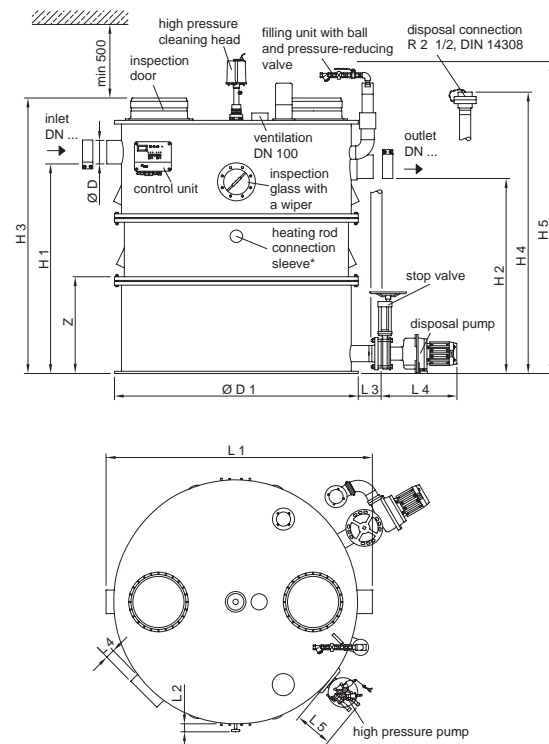 min 500
inspection
door
high pressure
cleaning head
filling unit with ball
and pressure-reducing
valve
disposal connection
R 2 1/2, DIN 14308
inlet
DN ...
Ø D
control unit
ventilation
DN 100
inspection
glass with
a wiper
outlet
DN ...
heating rod
connection
sleeve*
stop valve
disposal pump
H 3
H 1
Z
H 2
H 4
H 5
Ø D 1
L 3
L 4
L 1
L 4
L 2
L 5
high pressure pump